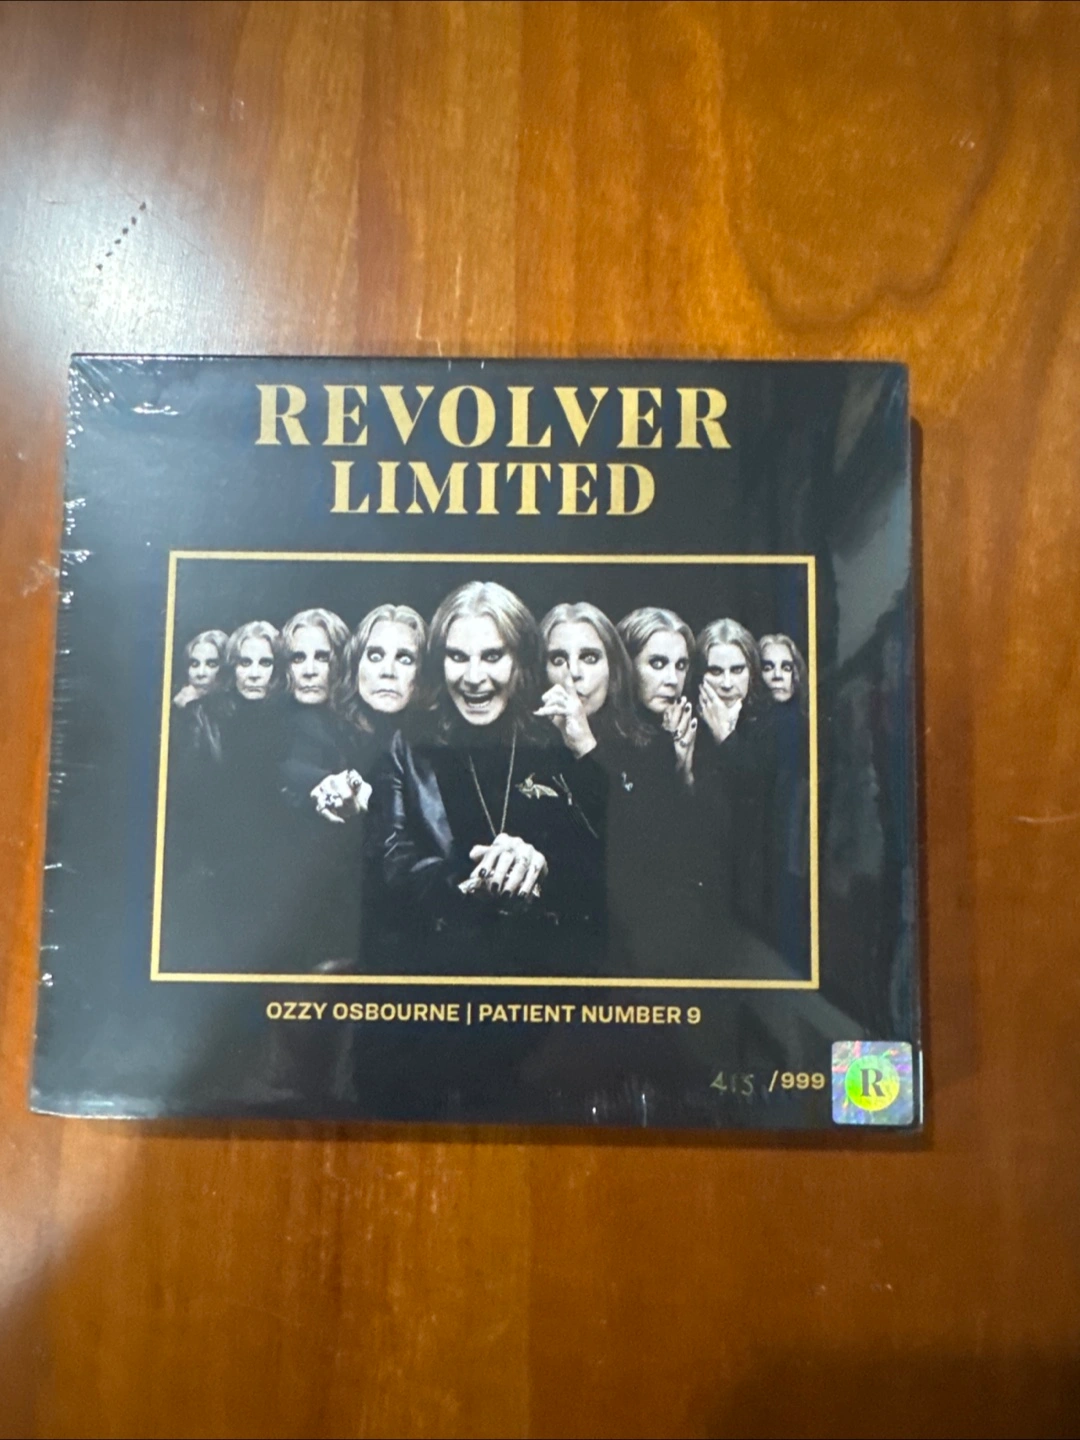 REVOLVER
LIMITED
OZZY OSBOURNE | PATIENT NUMBER 9
415 /999
R